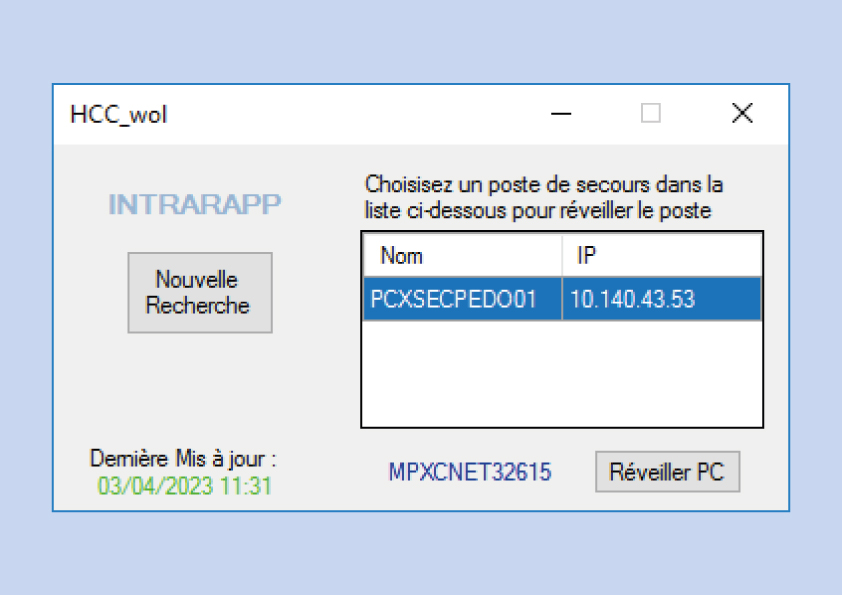 HCC_wol
INTRARAPP
Nouvelle
Recherche
Dernière Mis à jour :
03/04/2023 11:31
Choisisez un poste de secours dans la
liste ci-dessous pour réveiller le poste
Nom IP
PCXSECPEDO01 10.140.43.53
MPXCNET32615
Réveiller PC